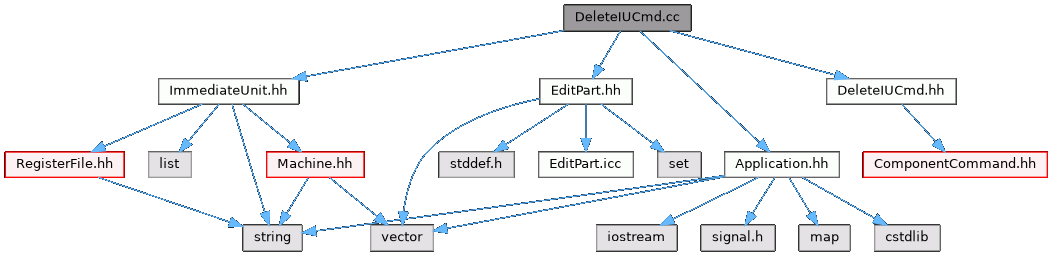 DeleteIUCmd.cc
ImmediateUnit.hh
EditPart.hh
DeleteIUCmd.hh
RegisterFile.hh
list
Machine.hh
stddef.h
EditPart.icc
set
Application.hh
ComponentCommand.hh
string
vector
iostream
signal.h
map
cstdlib